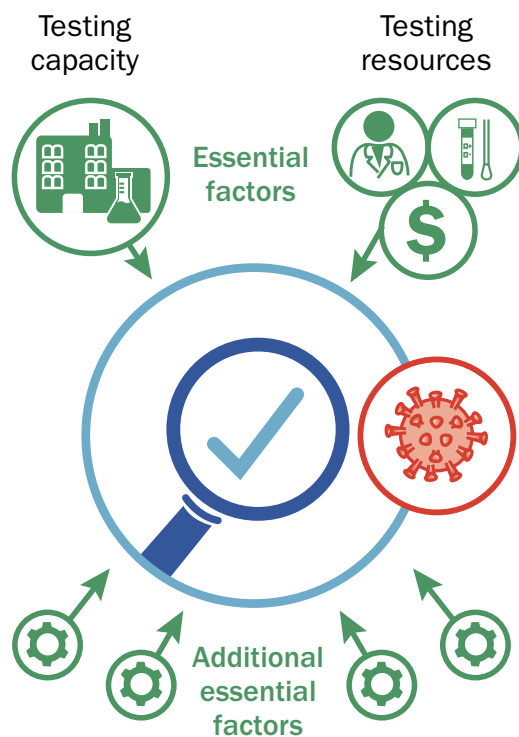 Testing
capacity
Testing
resources
Essential
factors
$
Additional
essential
factors